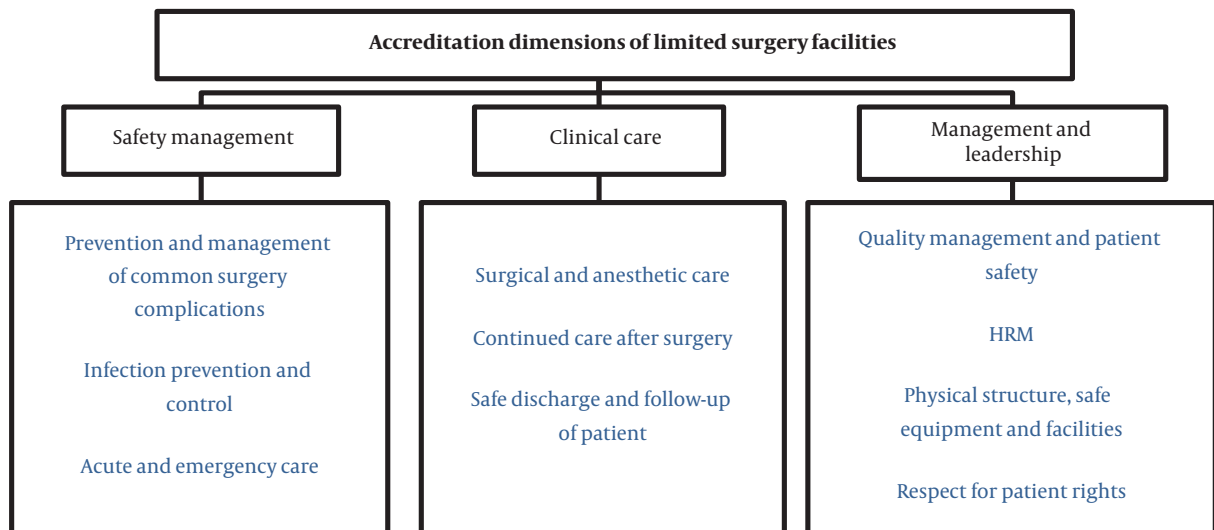 Accreditation dimensions of limited surgery facilities
Safety management
Prevention and management
of common surgery
complications
Infection prevention and
control
Acute and emergency care
Clinical care
Surgical and anesthetic care
Continued care after surgery
Safe discharge and follow-up
of patient
Management and
leadership
Quality management and patient
safety
HRM
Physical structure, safe
equipment and facilities
Respect for patient rights